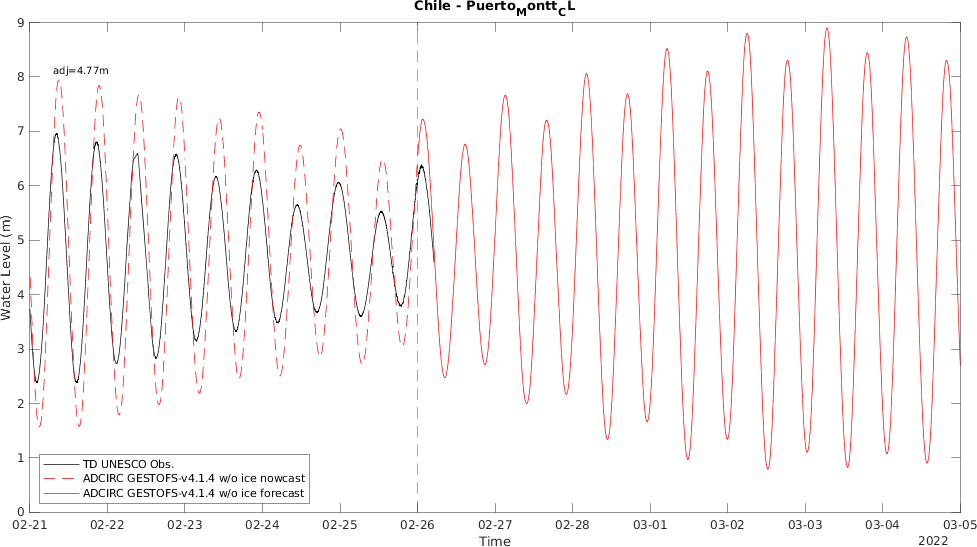 Chile - PuertoMonttCL
9
8
7
6
5
4
3
2
1
0
Water Level (m)
adj=4.77m
TD UNESCO Obs.
ADCIRC GESTOFS-v4.1.4 w/o ice nowcast
ADCIRC GESTOFS-v4.1.4 w/o ice forecast
02-21 02-22 02-23 02-24 02-25 02-26 02-27 02-28 03-01 03-02 03-03 03-04 03-05
Time
2022